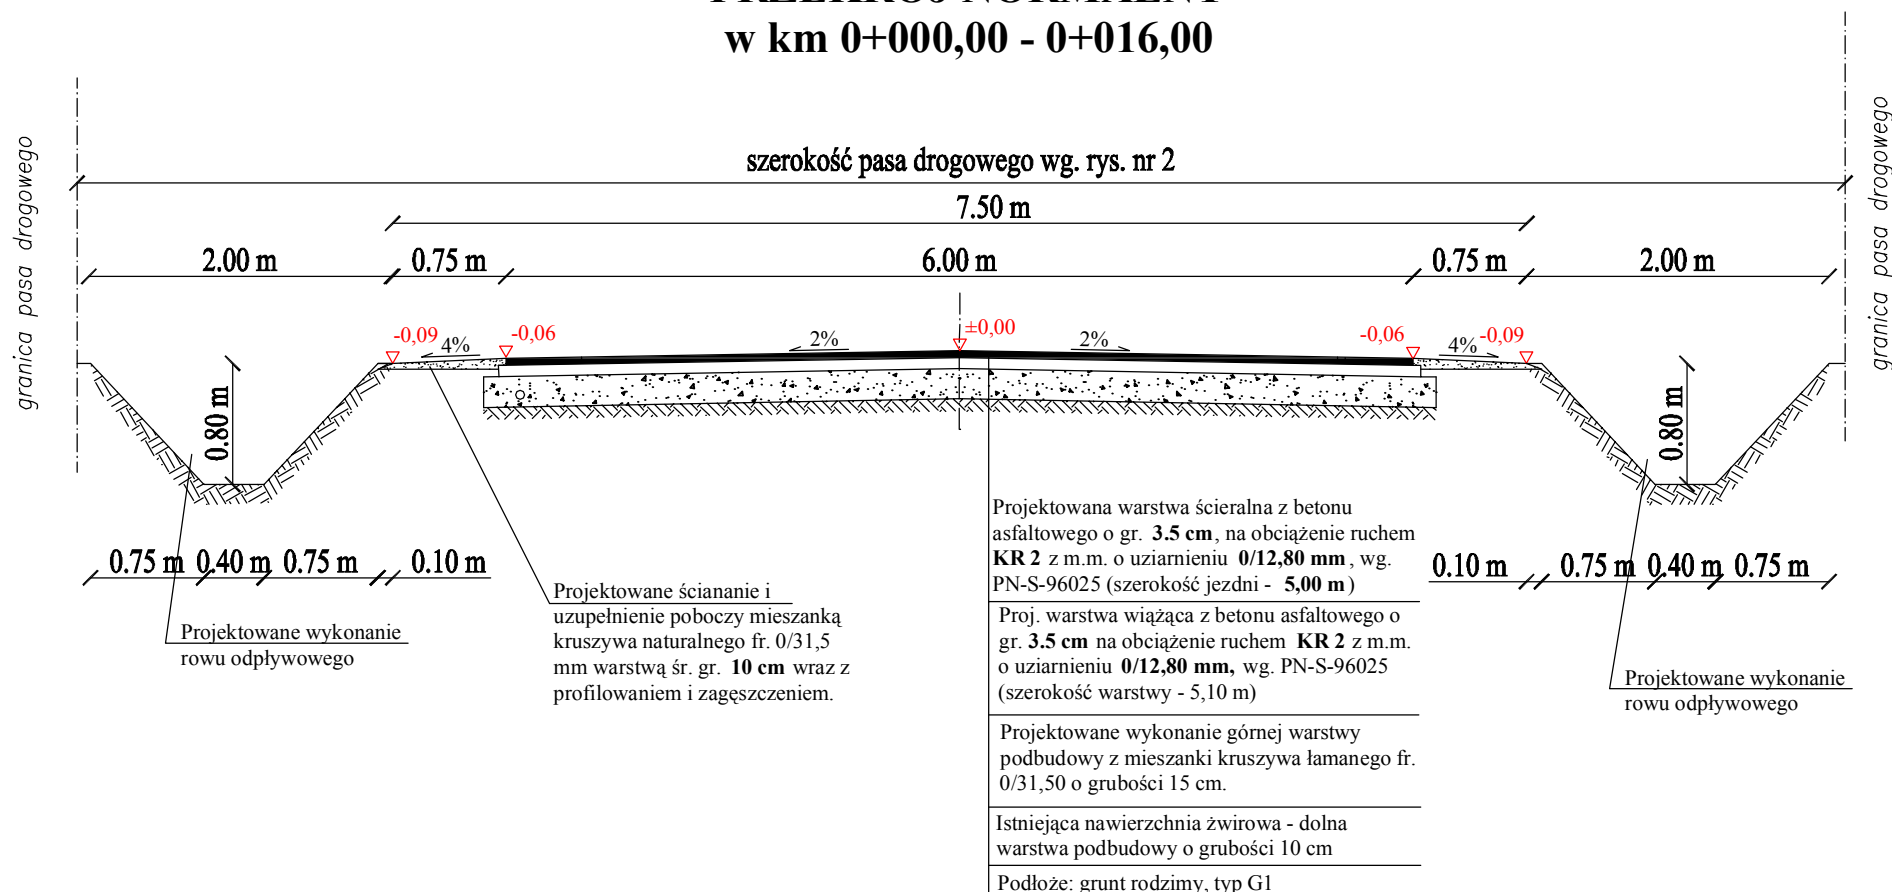 PRZEKRÓJ NORMALNY
w km 0+000,00 - 0+016,00
granica pasa drogowego
granica pasa drogowego
szerokość pasa drogowego wg. rys. nr 2
7.50 m
2.00 m
0.75 m
6.00 m
0.75 m
2.00 m
-0,09
4%
-0,06
2%
±0,00
2%
-0,06
4%
-0,09
0.80 m
0.80 m
0.75 m
0.40 m
0.75 m
0.10 m
0.10 m
0.75 m
0.40 m
0.75 m
Projektowane wykonanie
rowu odpływowego
Projektowane ściananie i
uzupełnienie poboczy mieszanką
kruszywa naturalnego fr. 0/31,5
mm warstwą śr. gr. 10 cm wraz z
profilowaniem i zagęszczeniem.
Projektowana warstwa ścieralna z betonu
asfaltowego o gr. 3.5 cm, na obciążenie ruchem
KR 2 z m.m. o uziarnieniu 0/12,80 mm, wg.
PN-S-96025 (szerokość jezdni - 5,00 m)
Proj. warstwa wiążąca z betonu asfaltowego o
gr. 3.5 cm na obciążenie ruchem KR 2 z m.m.
o uziarnieniu 0/12,80 mm, wg. PN-S-96025
(szerokość warstwy - 5,10 m)
Projektowane wykonanie górnej warstwy
podbudowy z mieszanki kruszywa łamanego fr.
0/31,50 o grubości 15 cm.
Istniejąca nawierzchnia żwirowa - dolna
warstwa podbudowy o grubości 10 cm
Podłoże: grunt rodzimy, typ G1
Projektowane wykonanie
rowu odpływowego